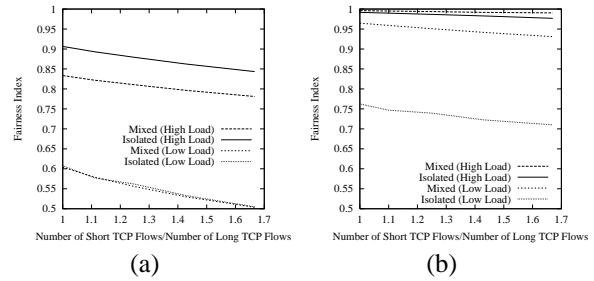 1
0.95
0.9
0.85
0.8
0.75
0.7
0.65
0.6
0.55
0.5
Fairness Index
Mixed (High Load)
Isolated (High Load)
Mixed (Low Load)
Isolated (Low Load)
1 1.1 1.2 1.3 1.4 1.5 1.6 1.7
Number of Short TCP Flows/Number of Long TCP Flows
(a)
1
0.95
0.9
0.85
0.8
0.75
0.7
0.65
0.6
0.55
0.5
Fairness Index
Mixed (High Load)
Isolated (High Load)
Mixed (Low Load)
Isolated (Low Load)
1 1.1 1.2 1.3 1.4 1.5 1.6 1.7
Number of Short TCP Flows/Number of Long TCP Flows
(b)